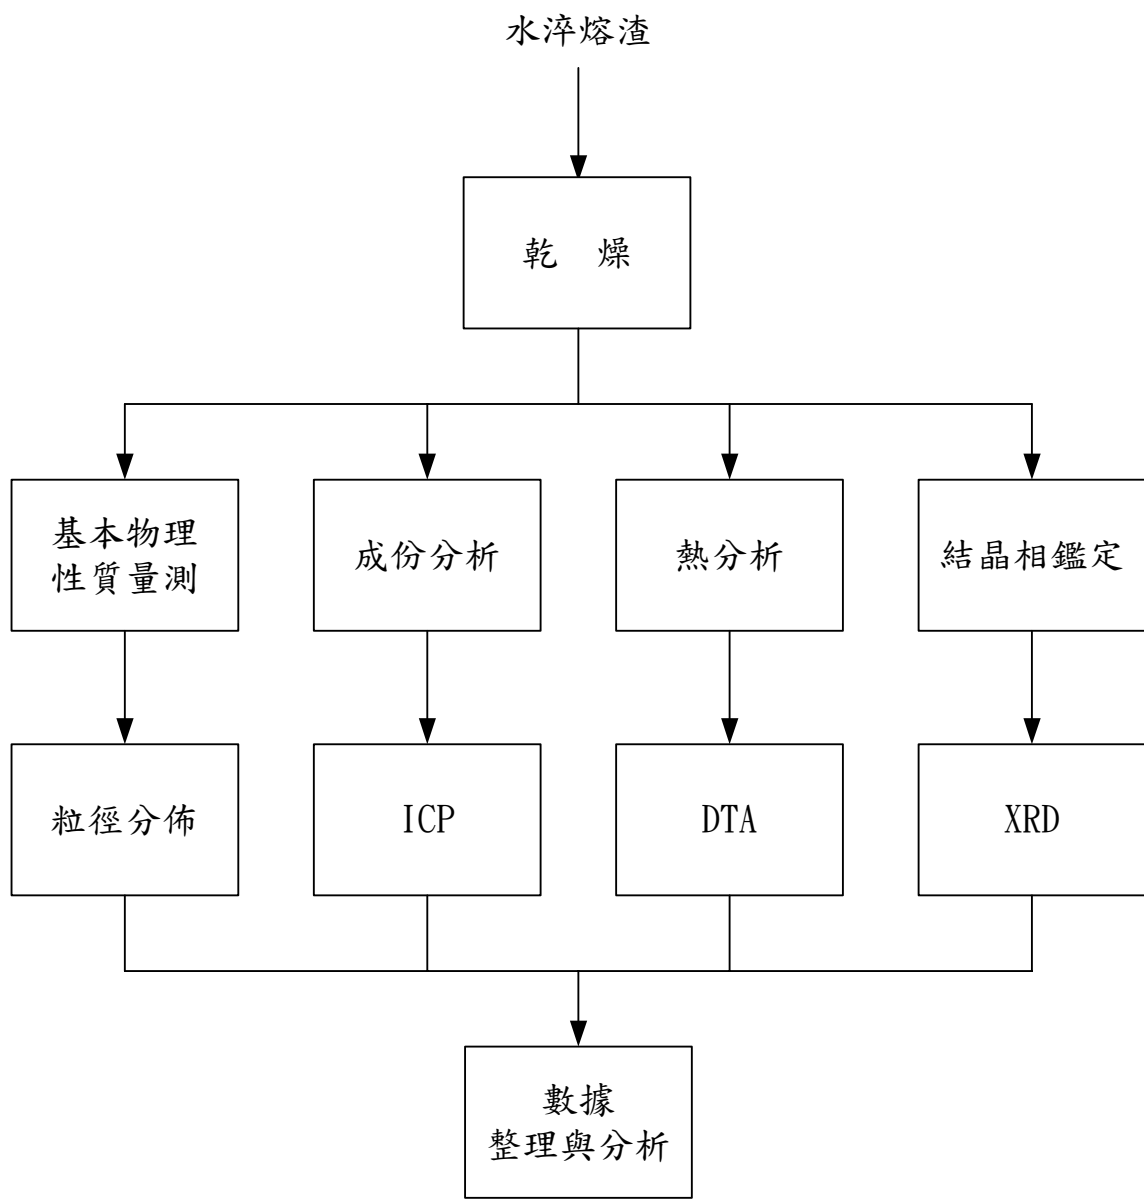 水淬熔渣
乾　燥
基本物理
性質量測
成份分析
熱分析
結晶相鑑定
粒徑分佈
ICP
DTA
XRD
數據
整理與分析